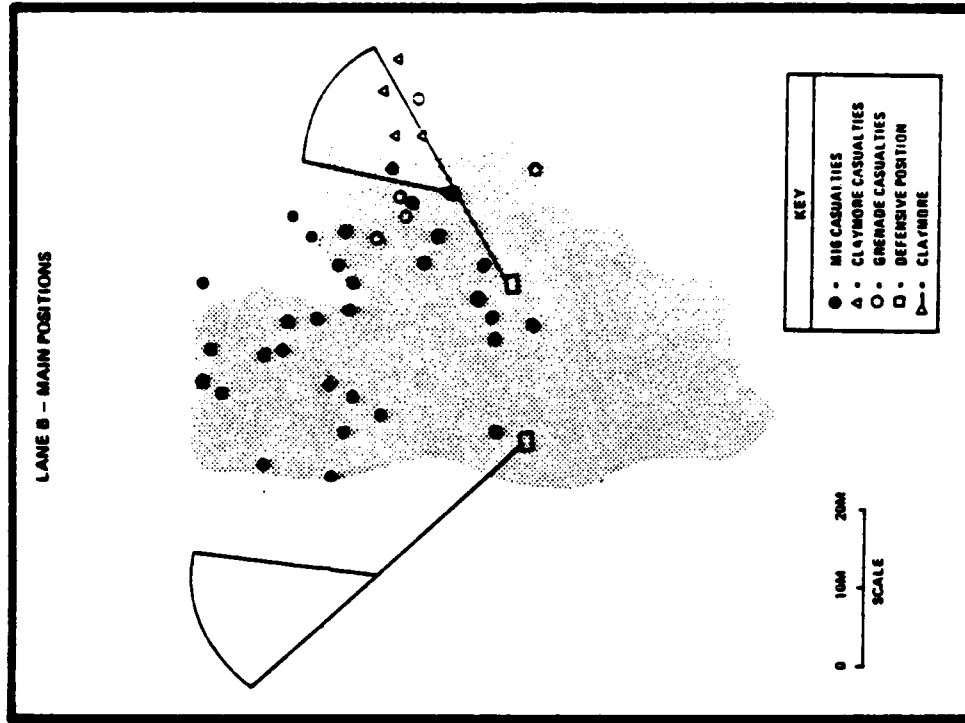 LANE B – MAIN POSITIONS
KEY
● • M16 CASUALTIES
△ • CLAYMORE CASUALTIES
○ • GRENADE CASUALTIES
□ • DEFENSIVE POSITION
▷– • CLAYMORE
0 10M 20M
SCALE